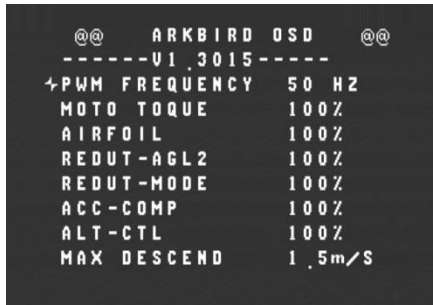 @@ ARKBIRD OSD @@
------V1.3015-----
PWM FREQUENCY 50 HZ
MOTO TOQUE 100%
AIRFOIL 100%
REDUT-AGL2 100%
REDUT-MODE 100%
ACC-COMP 100%
ALT-CTL 100%
MAX DESCEND 1.5m/S